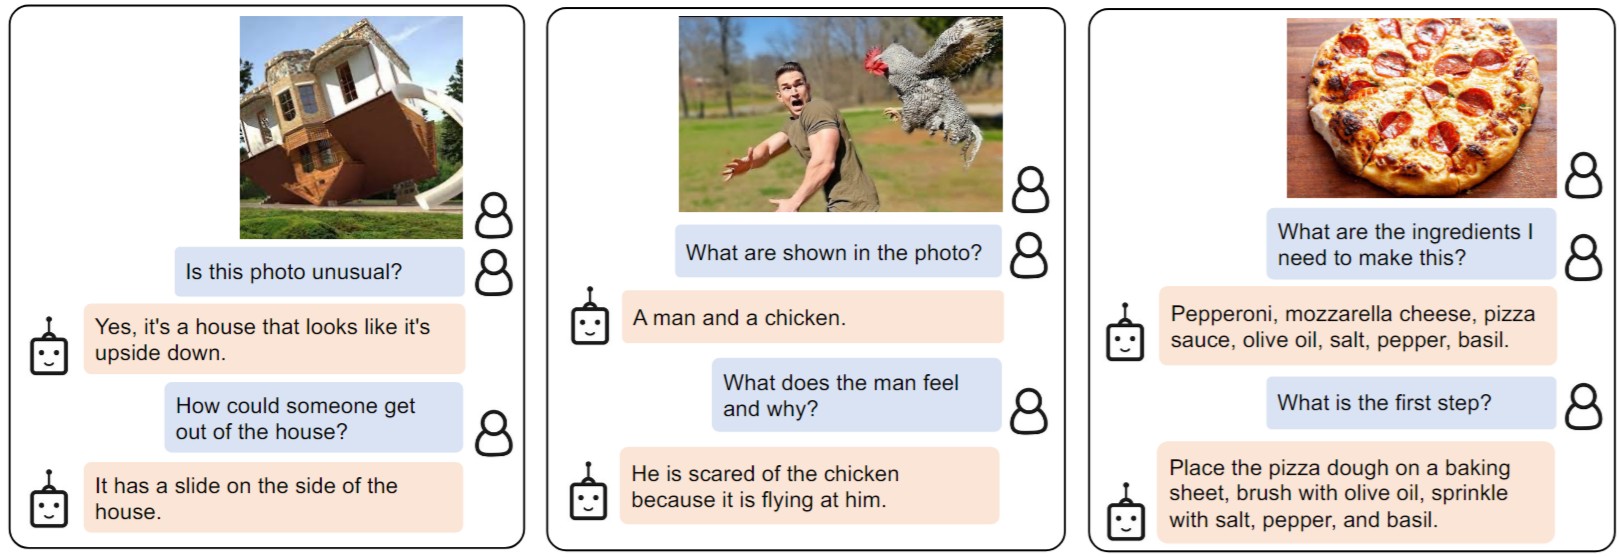 Is this photo unusual?
Yes, it's a house that looks like it's
upside down.
How could someone get
out of the house?
It has a slide on the side of the
house.
What are shown in the photo?
A man and a chicken.
What does the man feel
and why?
He is scared of the chicken
because it is flying at him.
What are the ingredients I
need to make this?
Pepperoni, mozzarella cheese, pizza
sauce, olive oil, salt, pepper, basil.
What is the first step?
Place the pizza dough on a baking
sheet, brush with olive oil, sprinkle
with salt, pepper, and basil.